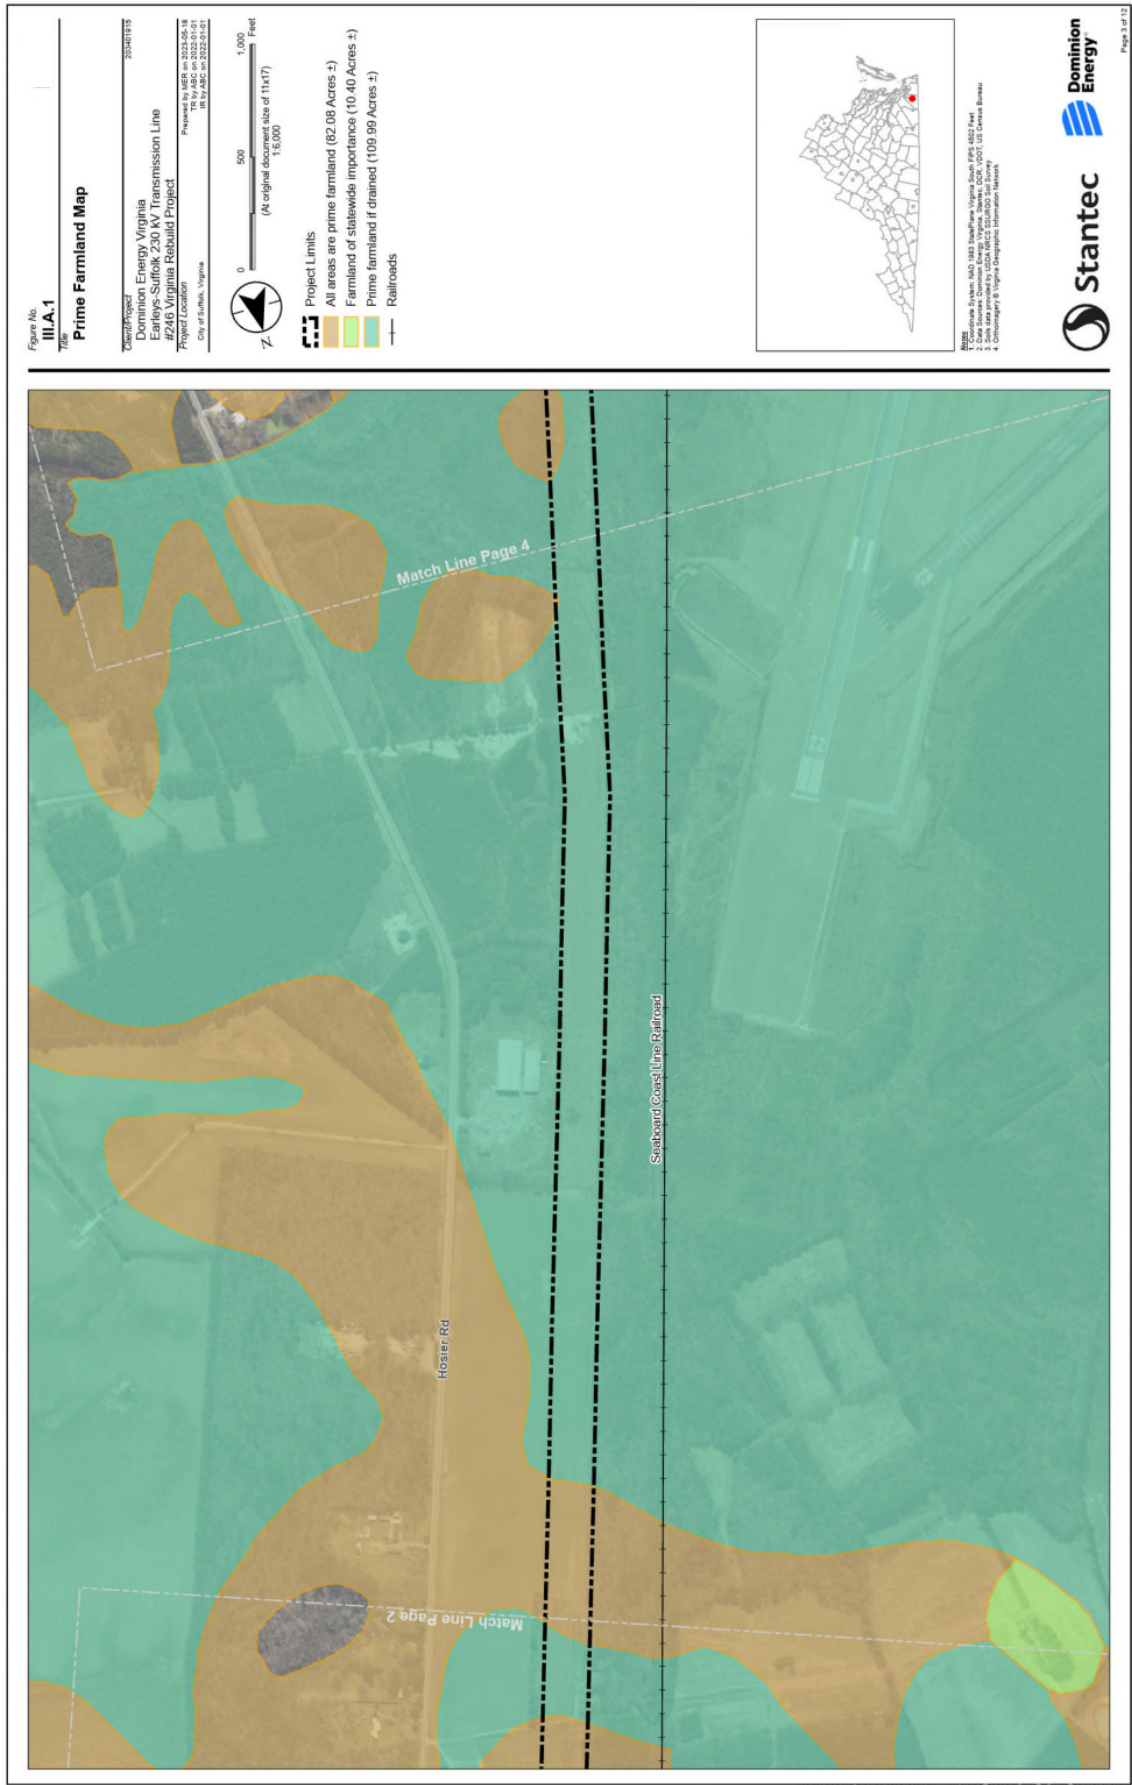 Figure No.
III.A.1
Title
Prime Farmland Map
Client/Project
203401915
Dominion Energy Virginia
Earleys-Suffolk 230 kV Transmission Line
#246 Virginia Rebuild Project
Project Location
City of Suffolk, Virginia
Prepared by MER on 2023-05-18
TR by ABC on 2022-01-01
IR by ABC on 2022-01-01
N
0 500 1,000
Feet
(At original document size of 11x17)
1:6,000
Project Limits
All areas are prime farmland (82.08 Acres ±)
Farmland of statewide importance (10.40 Acres ±)
Prime farmland if drained (109.99 Acres ±)
Railroads
Notes
1. Coordinate System: NAD 1983 StatePlane Virginia South FIPS 4502 Feet
2. Data Sources: Dominion Energy Virginia, Stantec, DCR, VDOT, US Census Bureau
3. Soils data provided by USDA NRCS SSURGO Soil Survey
4. Orthoimagery © Virginia Geographic Information Network
Stantec
Dominion
Energy®
Page 3 of 12
Match Line Page 4
Hosier Rd
Seaboard Coast Line Railroad
Match Line Page 2
22